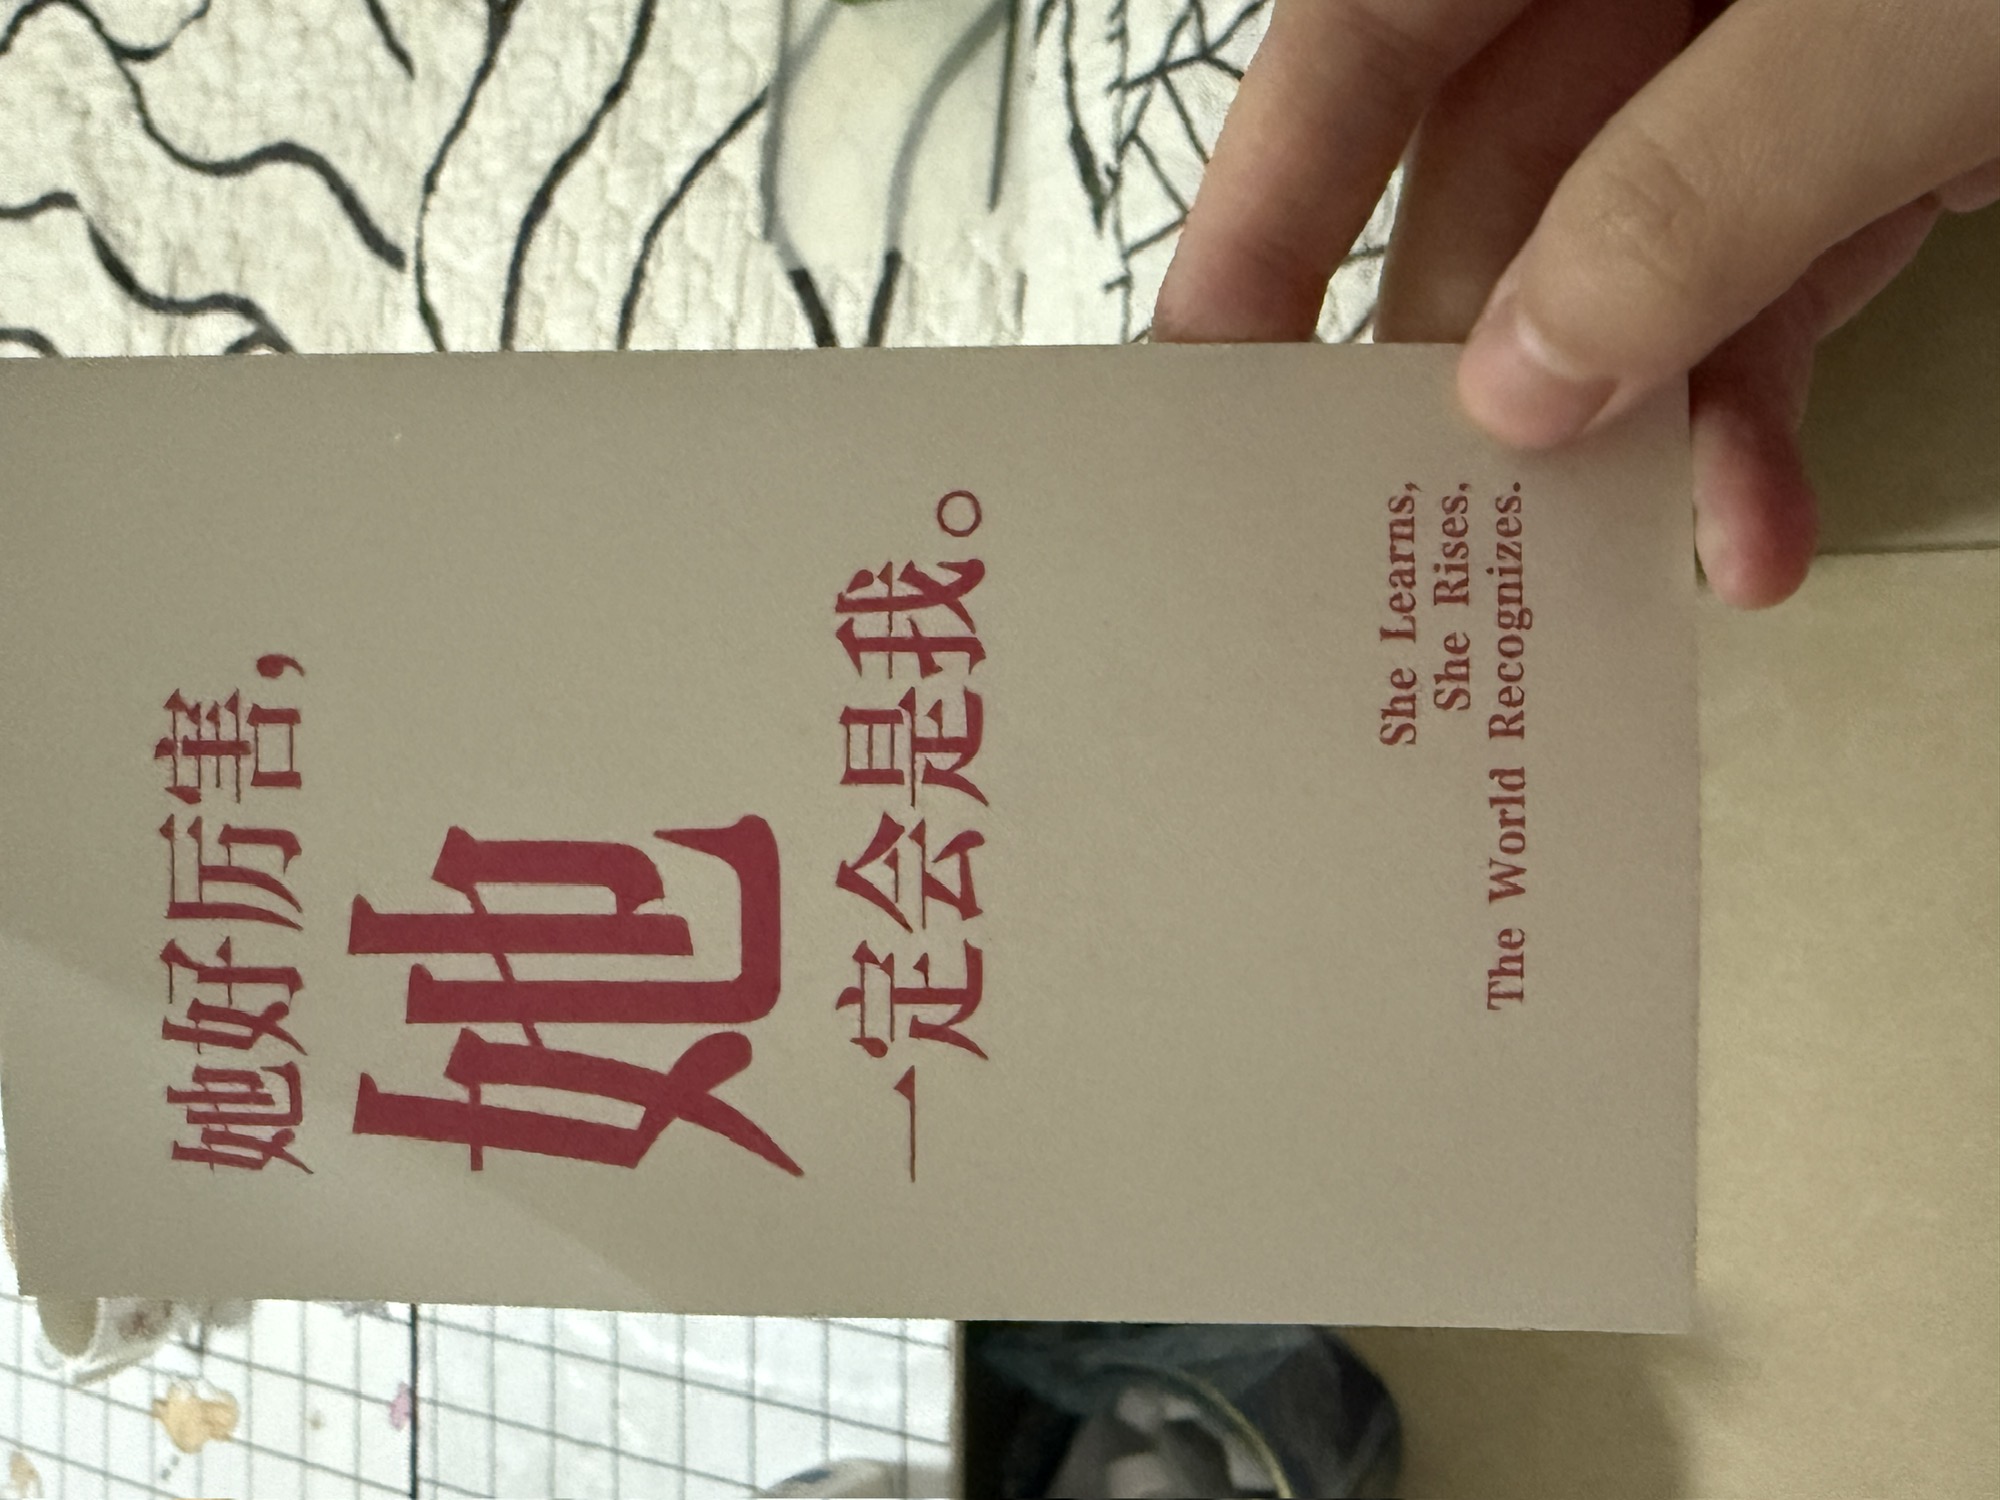 她好厉害，
她
一定会是我。
She Learns,
She Rises,
The World Recognizes.